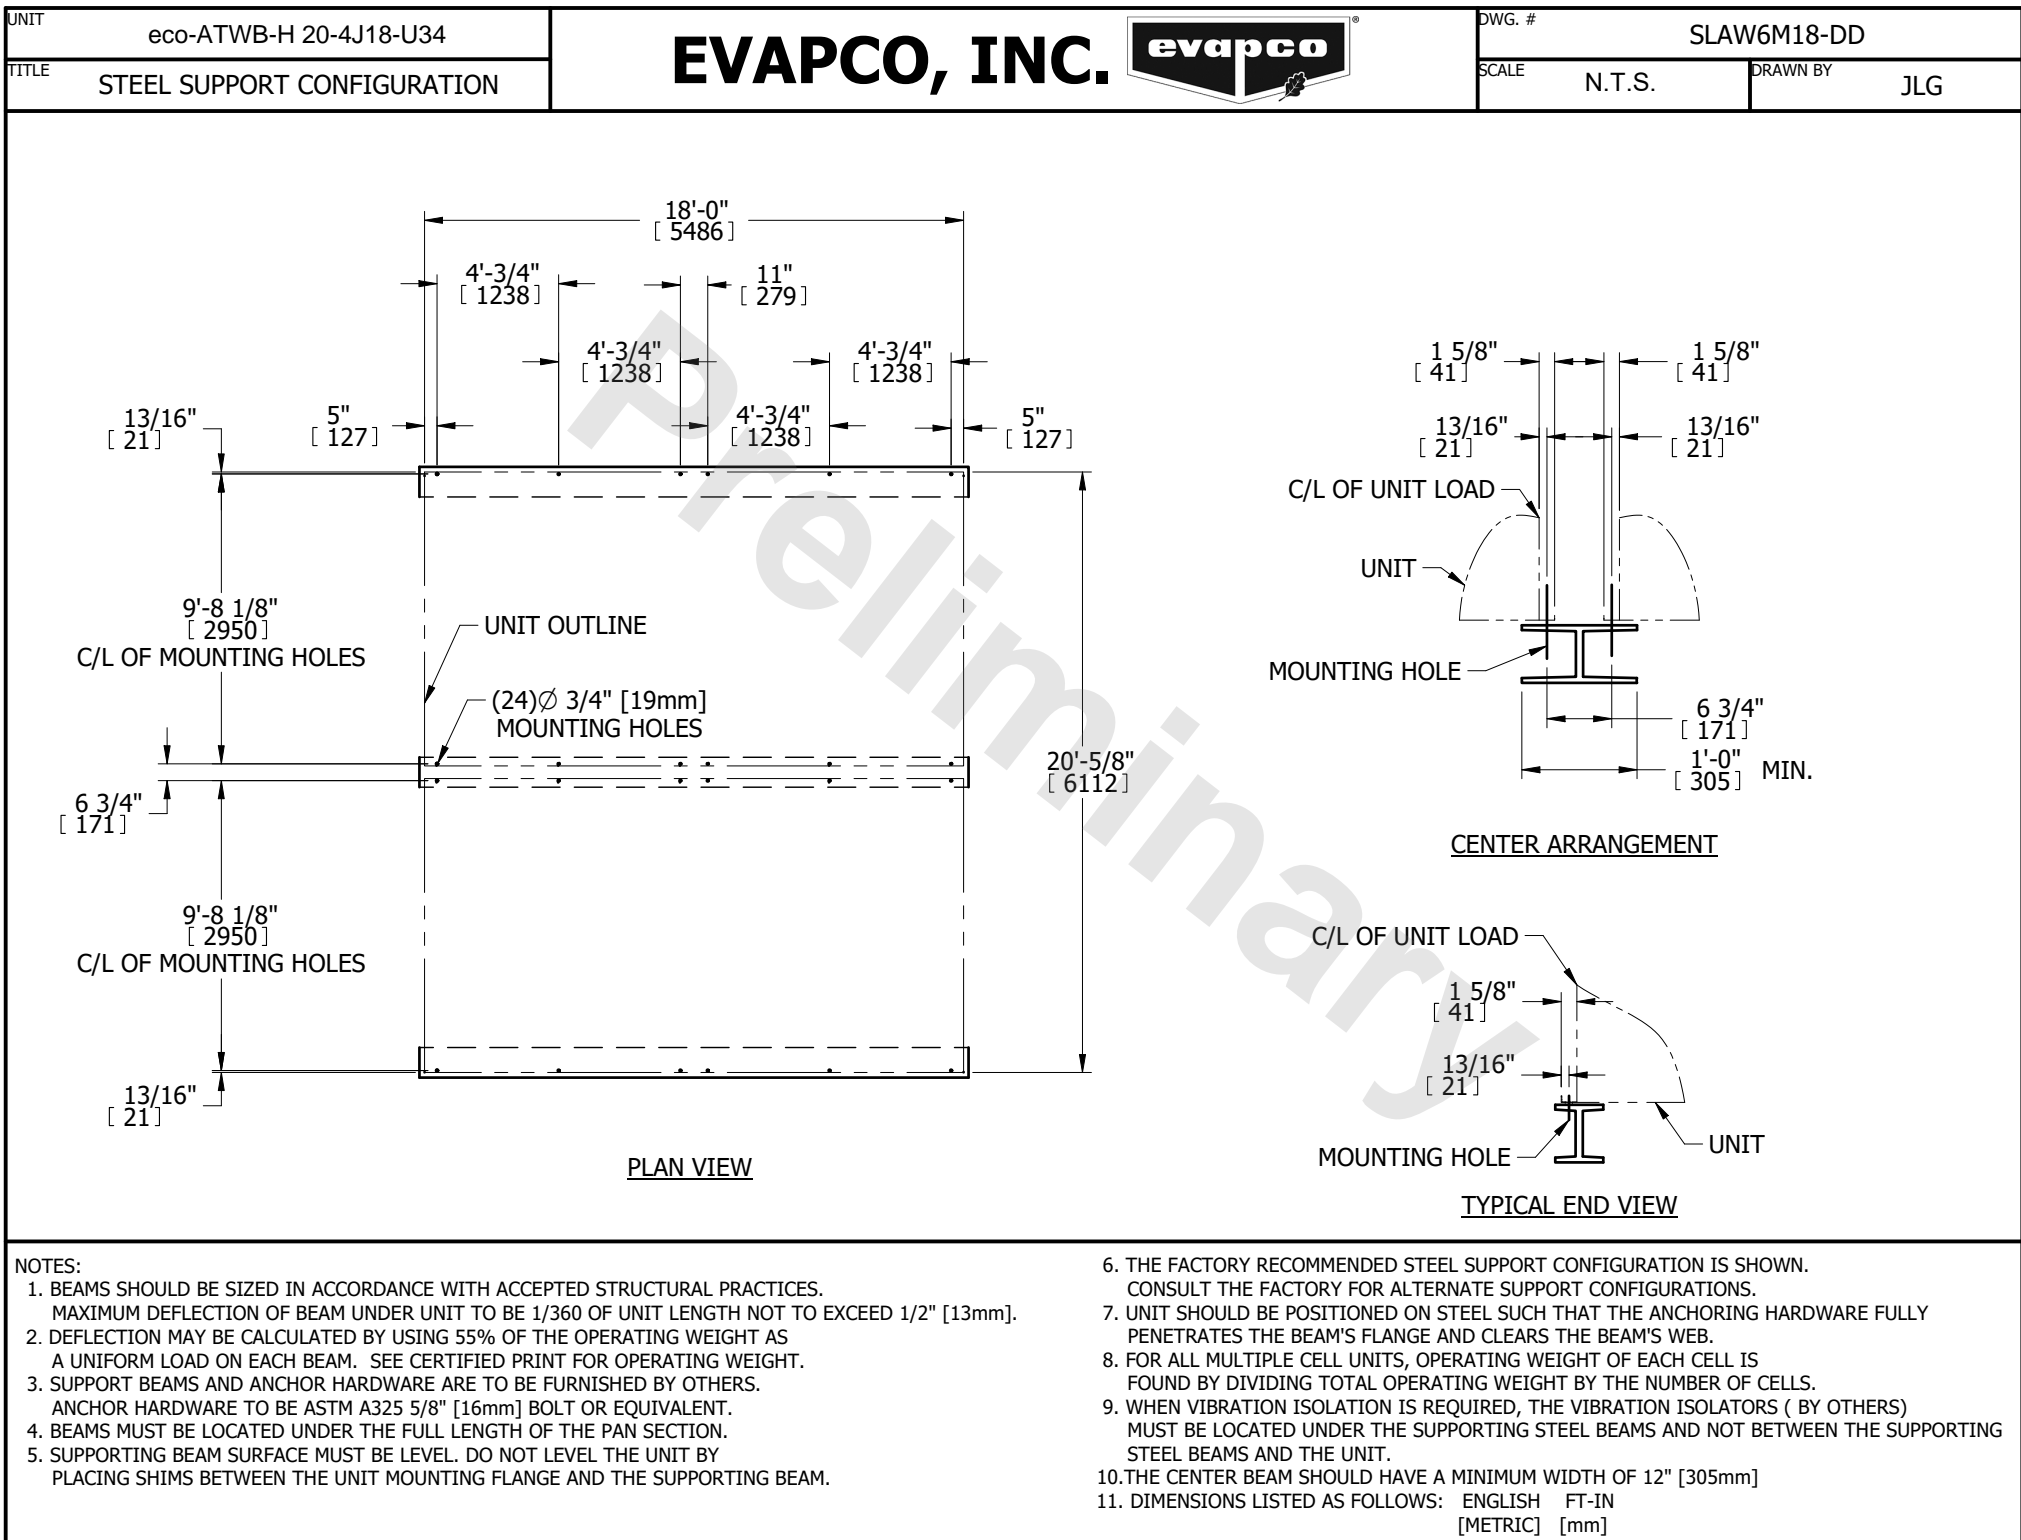 UNIT
eco-ATWB-H 20-4J18-U34
TITLE
STEEL SUPPORT CONFIGURATION
EVAPCO, INC.
evapco
®
DWG. #
SLAW6M18-DD
SCALE
N.T.S.
DRAWN BY
JLG
18'-0"
[ 5486 ]
4'-3/4"
[ 1238 ]
11"
[ 279 ]
4'-3/4"
[ 1238 ]
4'-3/4"
[ 1238 ]
13/16"
[ 21 ]
5"
[ 127 ]
4'-3/4"
[ 1238 ]
5"
[ 127 ]
9'-8 1/8"
[ 2950 ]
C/L OF MOUNTING HOLES
UNIT OUTLINE
(24)∅ 3/4" [19mm]
MOUNTING HOLES
6 3/4"
[ 171 ]
20'-5/8"
[ 6112 ]
9'-8 1/8"
[ 2950 ]
C/L OF MOUNTING HOLES
13/16"
[ 21 ]
PLAN VIEW
Preliminary
1 5/8"
[ 41 ]
1 5/8"
[ 41 ]
13/16"
[ 21 ]
13/16"
[ 21 ]
C/L OF UNIT LOAD
UNIT
MOUNTING HOLE
6 3/4"
[ 171 ]
1'-0"
[ 305 ]
MIN.
CENTER ARRANGEMENT
C/L OF UNIT LOAD
1 5/8"
[ 41 ]
13/16"
[ 21 ]
MOUNTING HOLE
UNIT
TYPICAL END VIEW
NOTES:
1. BEAMS SHOULD BE SIZED IN ACCORDANCE WITH ACCEPTED STRUCTURAL PRACTICES.
MAXIMUM DEFLECTION OF BEAM UNDER UNIT TO BE 1/360 OF UNIT LENGTH NOT TO EXCEED 1/2" [13mm].
2. DEFLECTION MAY BE CALCULATED BY USING 55% OF THE OPERATING WEIGHT AS
A UNIFORM LOAD ON EACH BEAM. SEE CERTIFIED PRINT FOR OPERATING WEIGHT.
3. SUPPORT BEAMS AND ANCHOR HARDWARE ARE TO BE FURNISHED BY OTHERS.
ANCHOR HARDWARE TO BE ASTM A325 5/8" [16mm] BOLT OR EQUIVALENT.
4. BEAMS MUST BE LOCATED UNDER THE FULL LENGTH OF THE PAN SECTION.
5. SUPPORTING BEAM SURFACE MUST BE LEVEL. DO NOT LEVEL THE UNIT BY
PLACING SHIMS BETWEEN THE UNIT MOUNTING FLANGE AND THE SUPPORTING BEAM.
6. THE FACTORY RECOMMENDED STEEL SUPPORT CONFIGURATION IS SHOWN.
CONSULT THE FACTORY FOR ALTERNATE SUPPORT CONFIGURATIONS.
7. UNIT SHOULD BE POSITIONED ON STEEL SUCH THAT THE ANCHORING HARDWARE FULLY
PENETRATES THE BEAM'S FLANGE AND CLEARS THE BEAM'S WEB.
8. FOR ALL MULTIPLE CELL UNITS, OPERATING WEIGHT OF EACH CELL IS
FOUND BY DIVIDING TOTAL OPERATING WEIGHT BY THE NUMBER OF CELLS.
9. WHEN VIBRATION ISOLATION IS REQUIRED, THE VIBRATION ISOLATORS ( BY OTHERS)
MUST BE LOCATED UNDER THE SUPPORTING STEEL BEAMS AND NOT BETWEEN THE SUPPORTING
STEEL BEAMS AND THE UNIT.
10.THE CENTER BEAM SHOULD HAVE A MINIMUM WIDTH OF 12" [305mm]
11. DIMENSIONS LISTED AS FOLLOWS: ENGLISH FT-IN
[METRIC] [mm]